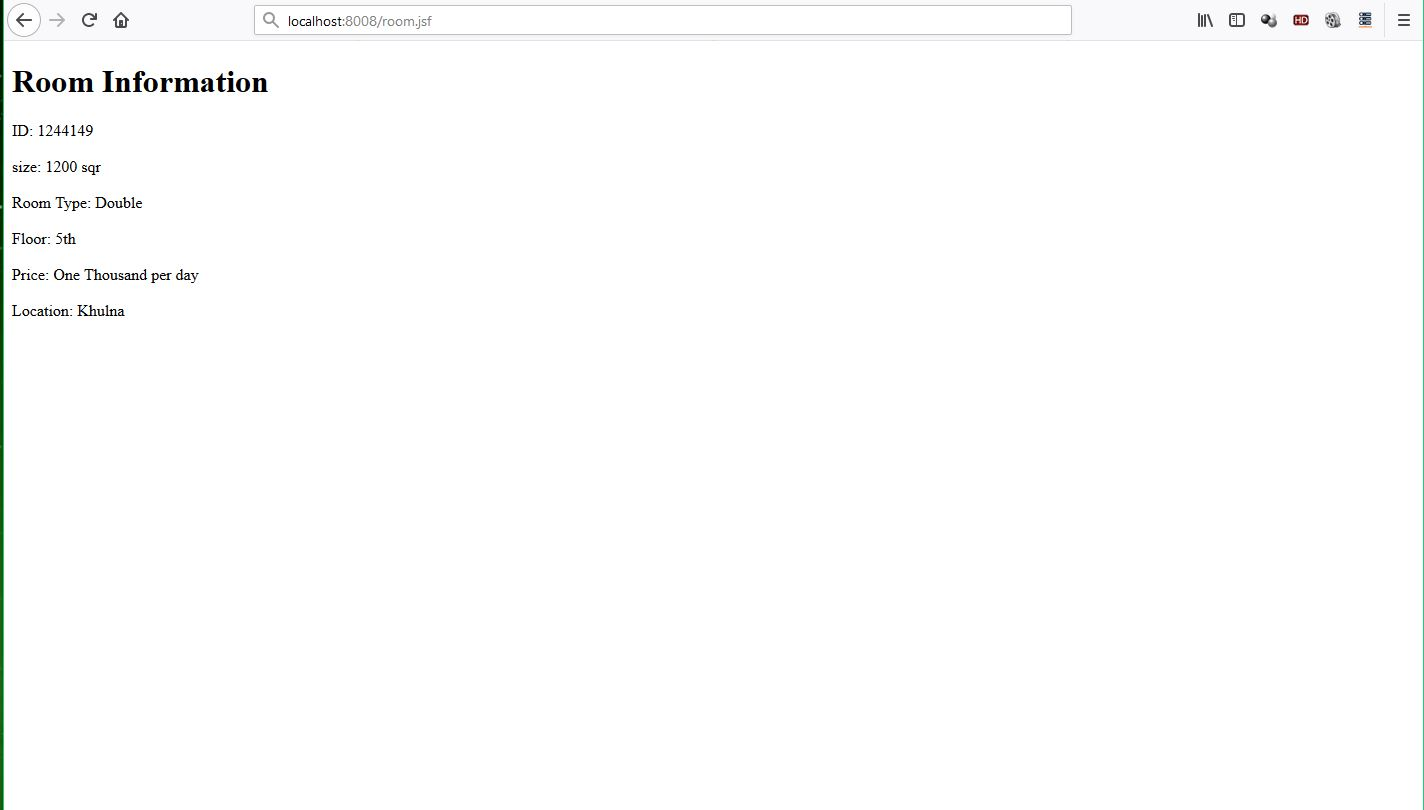 localhost:8008/room.jsf
HD
Room Information
ID: 1244149
size: 1200 sqr
Room Type: Double
Floor: 5th
Price: One Thousand per day
Location: Khulna